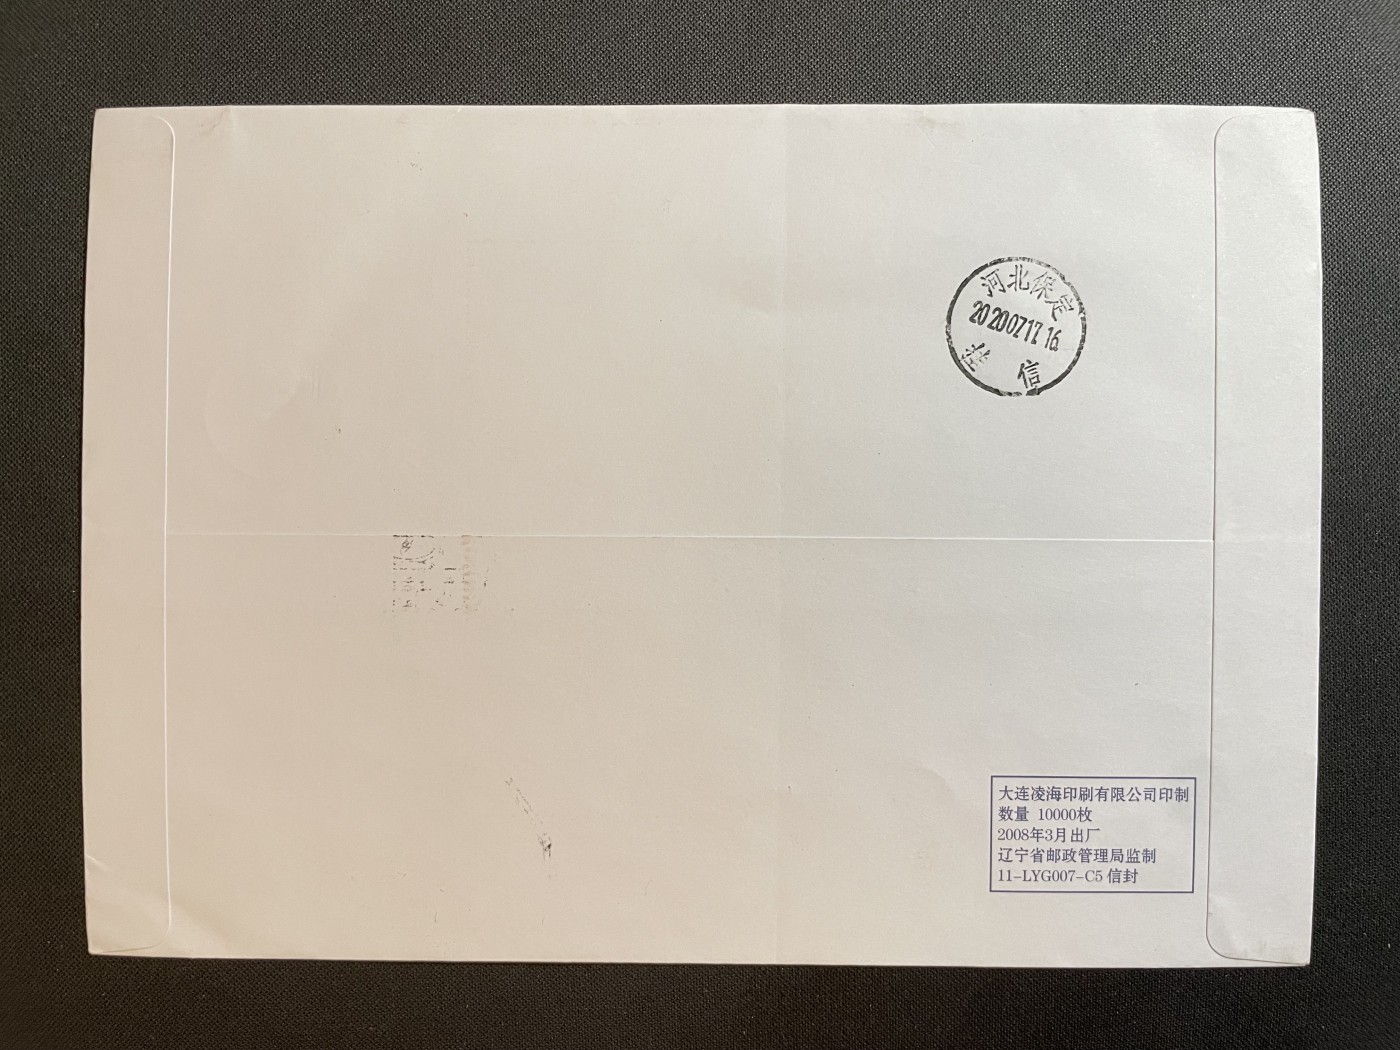 河北保定
2020071716
信
大连凌海印刷有限公司印制
数量 10000枚
2008年3月出厂
辽宁省邮政管理局监制
11-LYG007-C5 信封